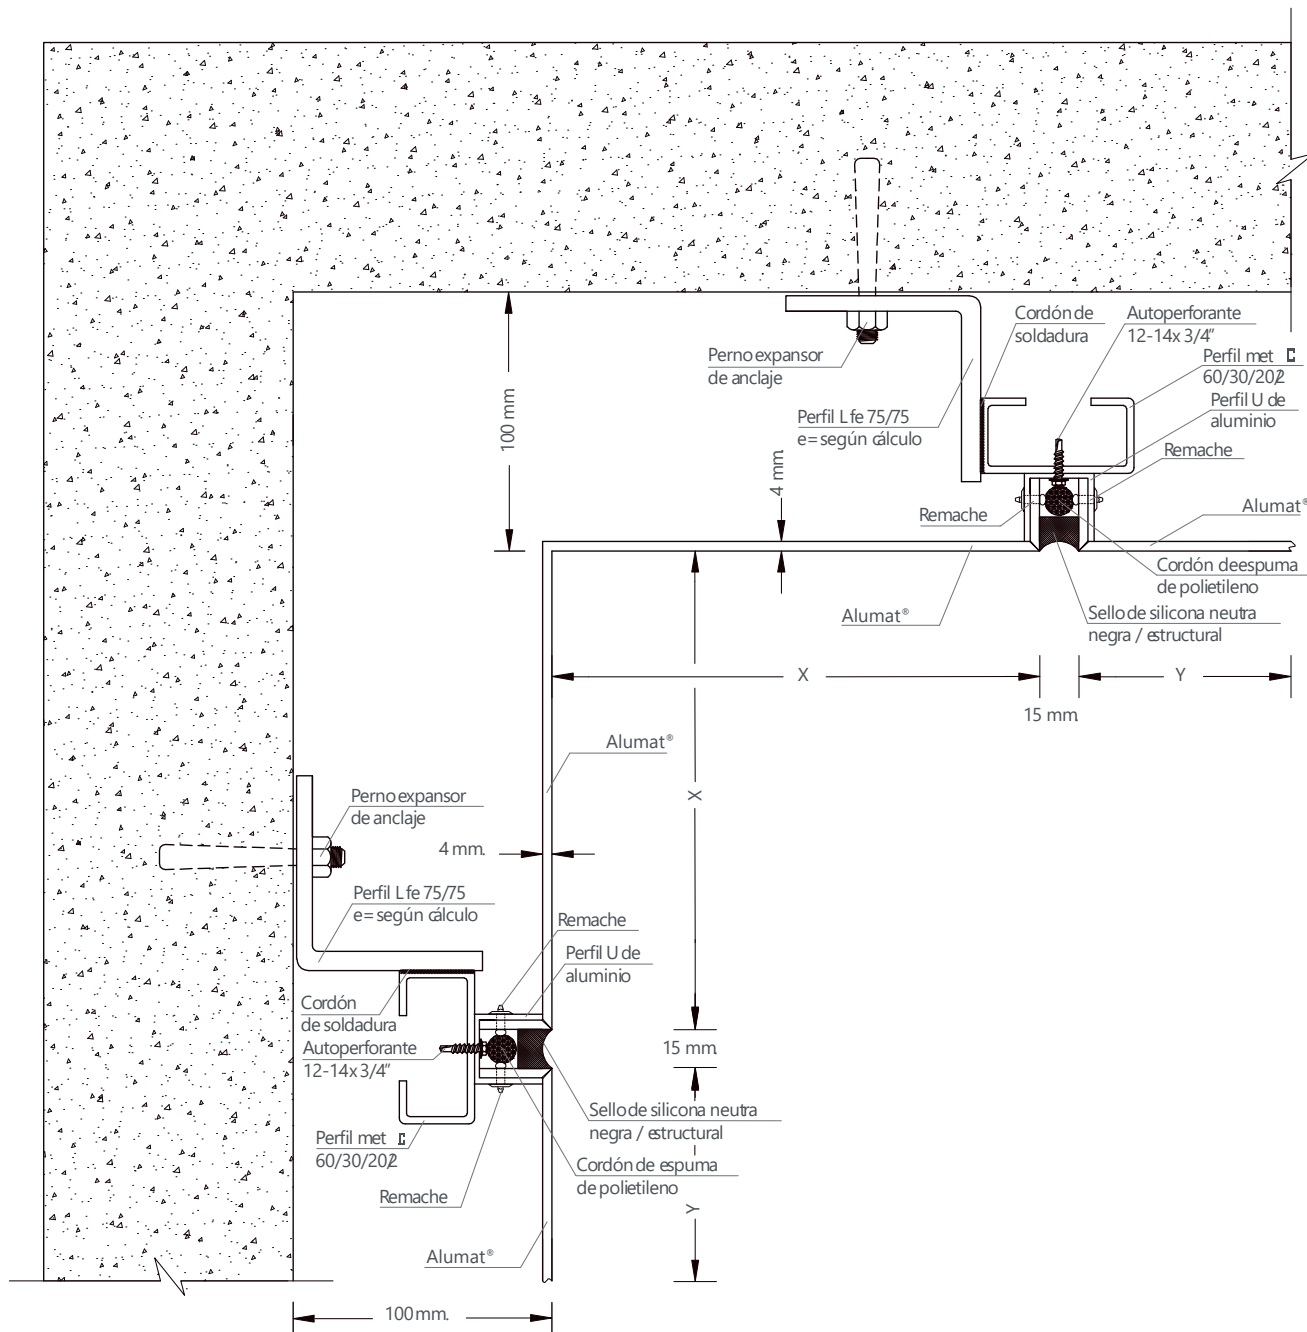 Cordón de
soldadura
Autoperforante
12-14x 3/4"
Perno expansor
de anclaje
Perfil met C
60/30/20/2
Perfil U de
aluminio
Perfil L fe 75/75
e= según cálculo
Remache
100 mm
4 mm.
Remache
Alumat®
Cordón de espuma
de polietileno
Alumat®
Sello de silicona neutra
negra / estructural
X
Y
15 mm.
Alumat®
X
Perno expansor
de anclaje
4 mm.
Perfil L fe 75/75
e= según cálculo
Remache
Perfil U de
aluminio
Cordón
de soldadura
Autoperforante
12-14x 3/4"
15 mm.
Sello de silicona neutra
negra / estructural
Perfil met C
60/30/20/2
Cordón de espuma
de polietileno
Remache
Y
Alumat®
100 mm.